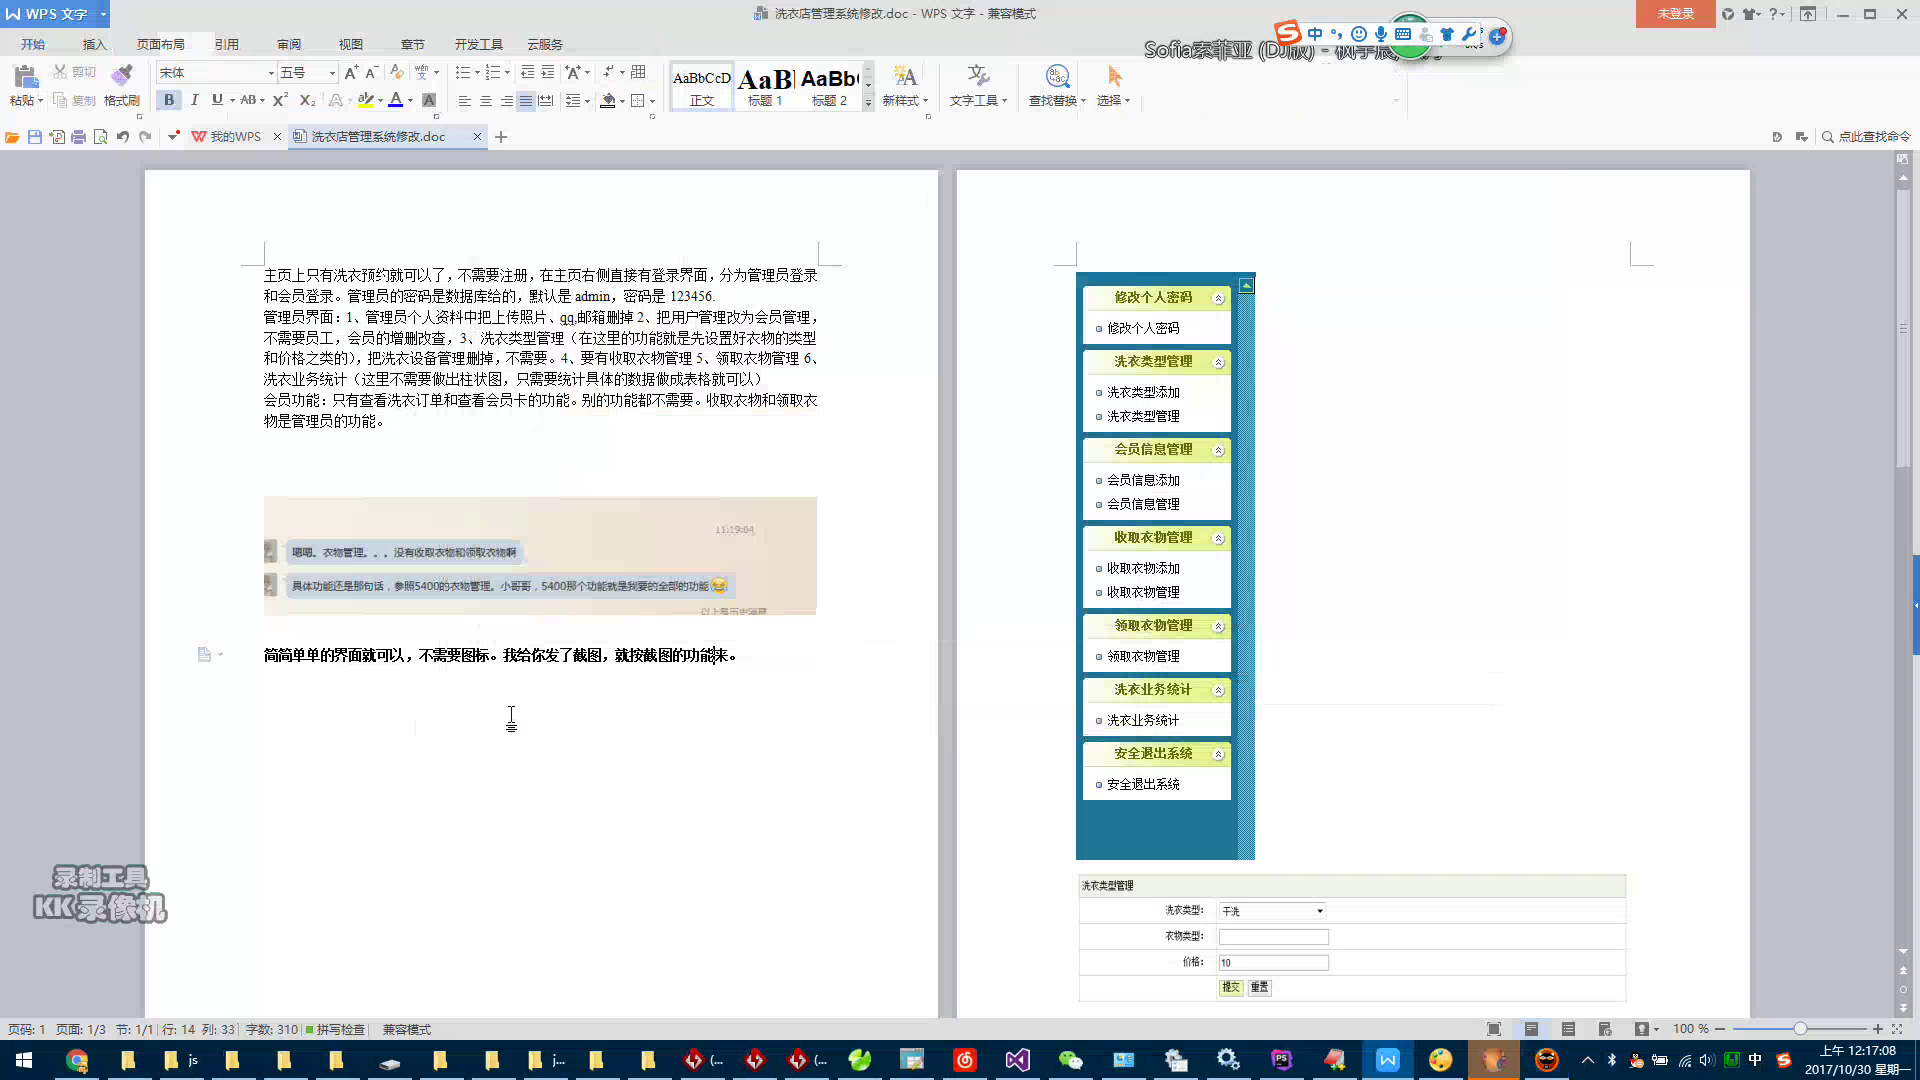 WPS 文字
洗衣店管理系统修改.doc - WPS 文字 - 兼容模式
未登录
开始 插入 页面布局 引用 审阅 视图 章节 开发工具 云服务
中
Sofia索菲亚 (DJ版) -
粘贴 剪切 复制 格式刷
宋体 五号
AaBbCcD 正文
AaB 标题 1
AaBb 标题 2
新样式 文字工具 查找替换 选择
我的WPS 洗衣店管理系统修改.doc 点此查找命令
主页上只有洗衣预约就可以了，不需要注册，在主页右侧直接有登录界面，分为管理员登录
和会员登录。管理员的密码是数据库给的，默认是 admin，密码是 123456.
管理员界面：1、管理员个人资料中把上传照片、qq,邮箱删掉 2、把用户管理改为会员管理，
不需要员工，会员的增删改查，3、洗衣类型管理（在这里的功能就是先设置好衣物的类型
和价格之类的），把洗衣设备管理删掉，不需要。4、要有收取衣物管理 5、领取衣物管理 6、
洗衣业务统计（这里不需要做出柱状图，只需要统计具体的数据做成表格就可以）
会员功能：只有查看洗衣订单和查看会员卡的功能。别的功能都不需要。收取衣物和领取衣
物是管理员的功能。
11:19:04
嗯嗯。衣物管理。。。没有收取衣物和领取衣物啊
具体功能还是那句话，参照5400的衣物管理。小哥哥，5400那个功能就是我要的全部的功能
以上是历史消息
简简单单的界面就可以，不需要图标。我给你发了截图，就按截图的功能来。
修改个人密码
修改个人密码
洗衣类型管理
洗衣类型添加
洗衣类型管理
会员信息管理
会员信息添加
会员信息管理
收取衣物管理
收取衣物添加
收取衣物管理
领取衣物管理
领取衣物管理
洗衣业务统计
洗衣业务统计
安全退出系统
安全退出系统
洗衣类型管理
洗衣类型: 干洗
衣物类型:
价格: 10
提交 重置
录制工具
KK 录像机
页码: 1 页面: 1/3 节: 1/1 行: 14 列: 33 字数: 310 拼写检查 兼容模式
100 %
js
j...
(...
(...
中
上午 12:17:08
2017/10/30 星期一